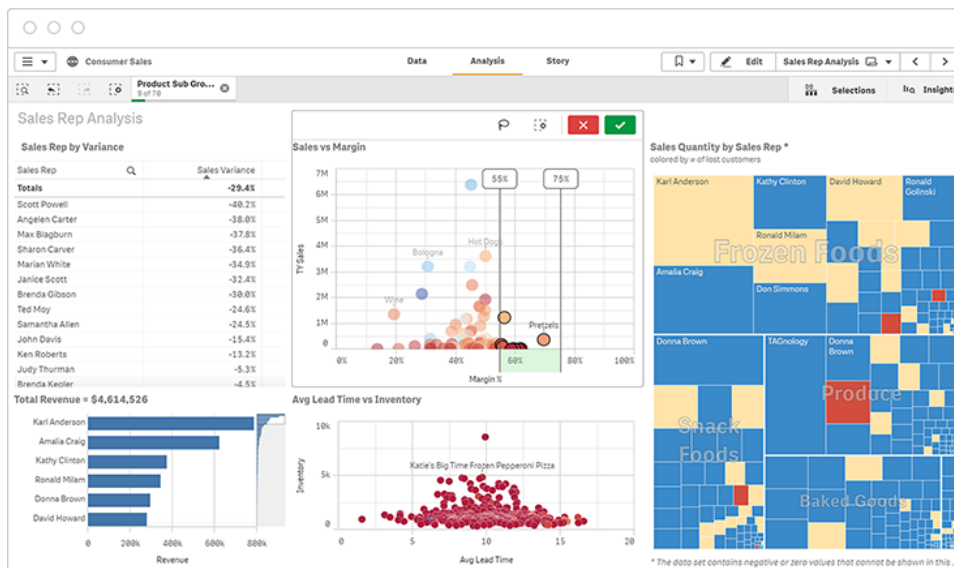 Consumer Sales
Data
Analysis
Story
Edit
Sales Rep Analysis
Product Sub Gro...
9 of 70
Selections
Insights
Sales Rep Analysis
Sales Rep by Variance
Sales Rep Sales Variance
Totals -29.4%
Scott Powell -40.2%
Angelen Carter -38.0%
Max Blagburn -37.8%
Sharon Carver -36.4%
Marian White -34.9%
Janice Scott -32.4%
Brenda Gibson -30.0%
Ted Moy -24.6%
Samantha Allen -24.5%
John Davis -15.4%
Ken Roberts -13.2%
Judy Thurman -5.3%
Brenda Kegler -4.5%
Sales vs Margin
55%
75%
7M
6M
5M
4M
3M
2M
1M
0
TY Sales
Hot Dogs
Bologna
Wine
Pretzels
0% 20% 40% 60% 80% 100%
Margin %
Sales Quantity by Sales Rep *
colored by # of lost customers
Karl Anderson
Kathy Clinton
David Howard
Ronald
Golinski
Ronald Milam
Frozen Foods
Amalia Craig
Don Simmons
Donna Brown
TAGnology
Donna
Brown
Produce
Snack
Foods
Baked Goods
* The data set contains negative or zero values that cannot be shown in this
Total Revenue = $4,614,526
Karl Anderson
Amalia Craig
Kathy Clinton
Ronald Milam
Donna Brown
David Howard
0 200k 400k 600k 800k
Revenue
Avg Lead Time vs Inventory
10k
5k
0
Inventory
Katie's Big Time Frozen Pepperoni Pizza
0 5 10 15 20
Avg Lead Time